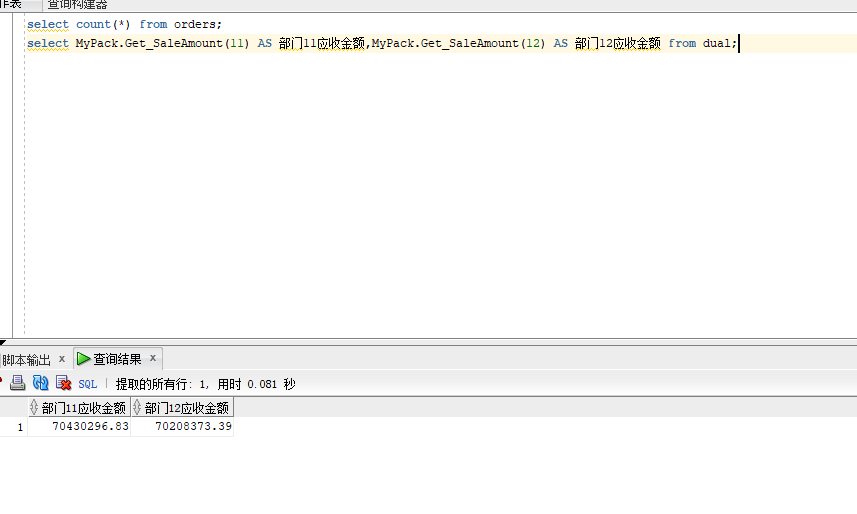 作表 查询构建器
select count(*) from orders;
select MyPack.Get_SaleAmount(11) AS 部门11应收金额,MyPack.Get_SaleAmount(12) AS 部门12应收金额 from dual;
脚本输出 x 查询结果 x
SQL | 提取的所有行: 1, 用时 0.081 秒
部门11应收金额 部门12应收金额
1 70430296.83 70208373.39